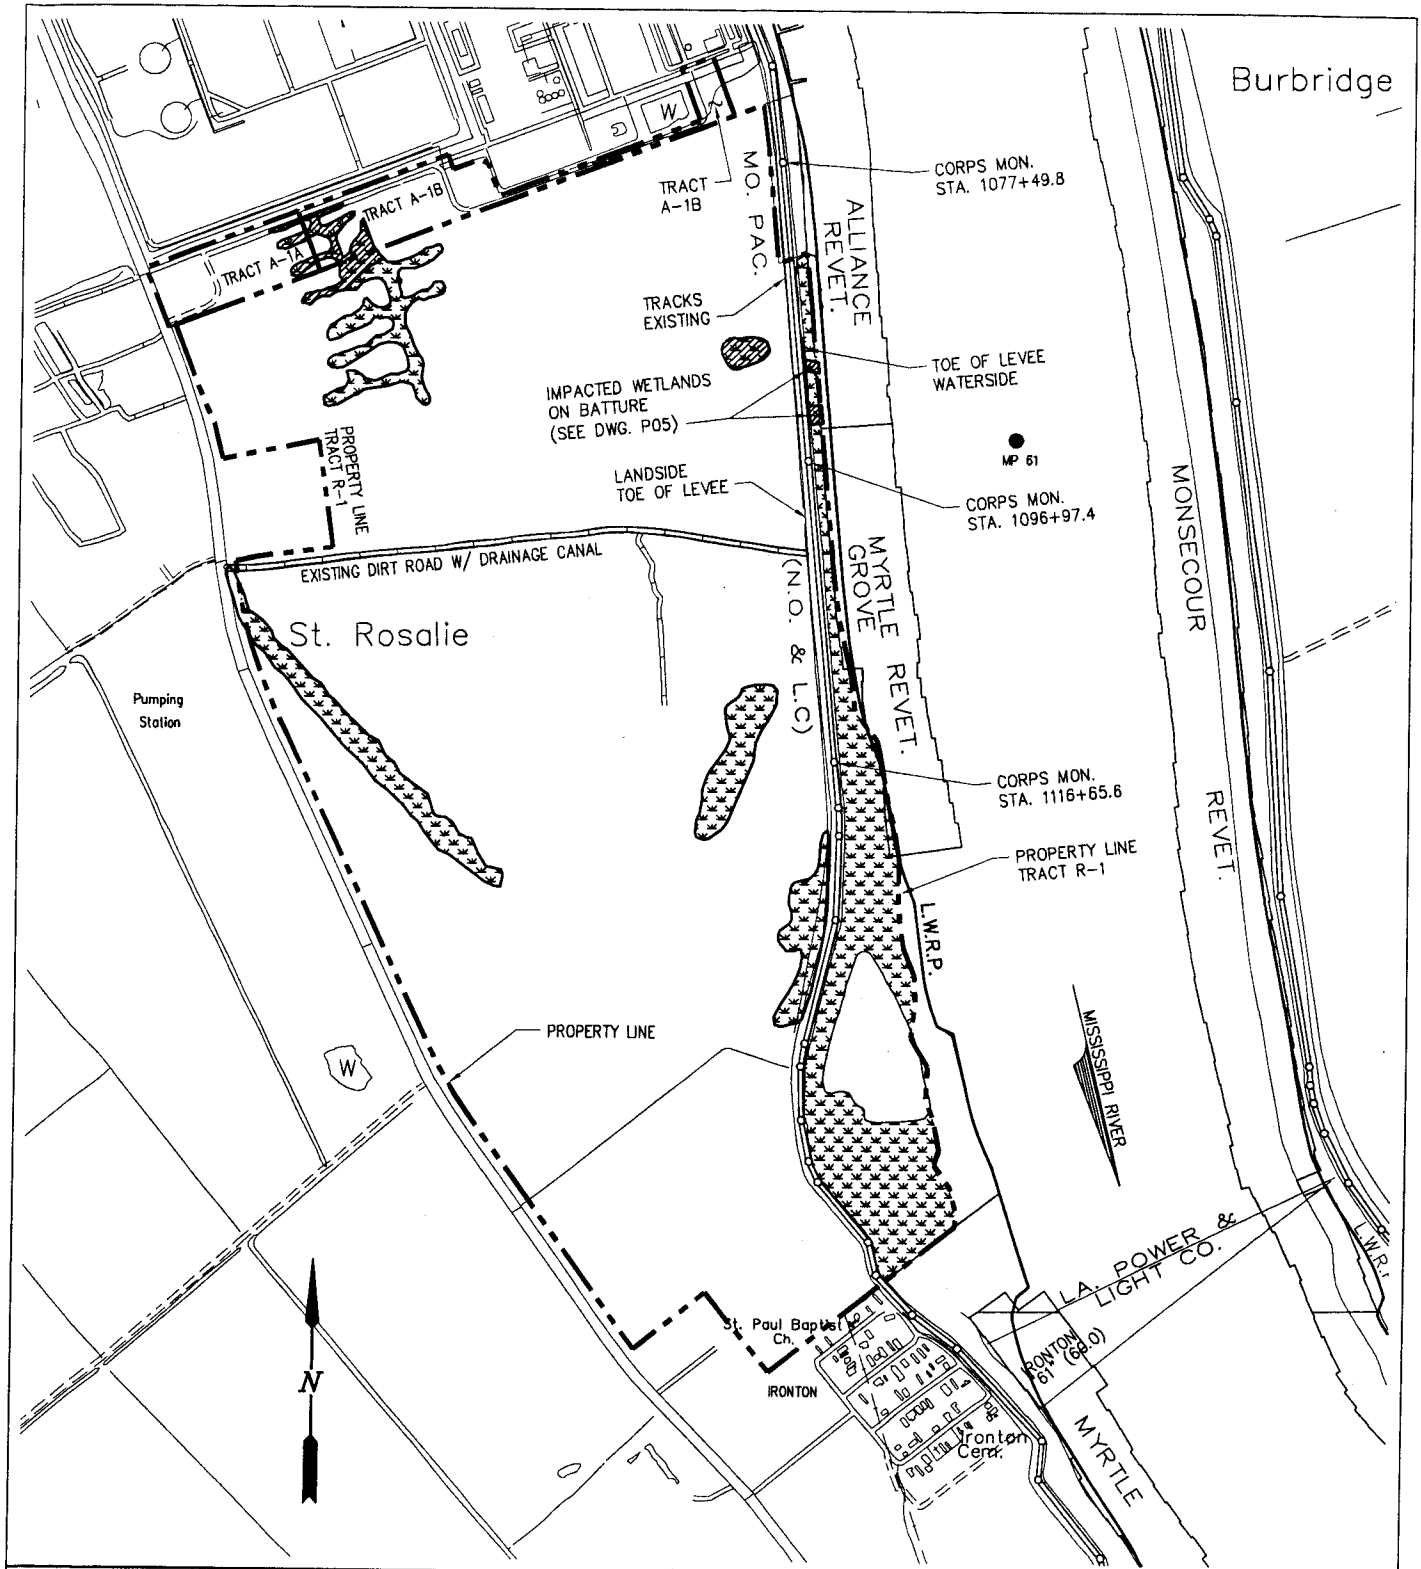 Burbridge
W
CORPS MON.
STA. 1077+49.8
TRACT
A-1B
MO. PAC.
TRACT A-1B
TRACT A-1A
ALLIANCE
REVET.
TRACKS
EXISTING
TOE OF LEVEE
WATERSIDE
IMPACTED WETLANDS
ON BATTURE
(SEE DWG. P05)
MP 61
PROPERTY LINE
TRACT R-1
LANDSIDE
TOE OF LEVEE
CORPS MON.
STA. 1096+97.4
MONSECOUR
REVET.
EXISTING DIRT ROAD W/ DRAINAGE CANAL
MYRTLE
GROVE
REVET.
(N.O. & L.C)
St. Rosalie
Pumping
Station
CORPS MON.
STA. 1116+65.6
PROPERTY LINE
TRACT R-1
L.W.R.P.
PROPERTY LINE
W
MISSISSIPPI RIVER
LA. POWER &
LIGHT CO.
L.W.R.
N
St. Paul Baptist
Ch.
IRONTON
IRONTON
61" (60.0)
Ironton
Cem.
MYRTLE